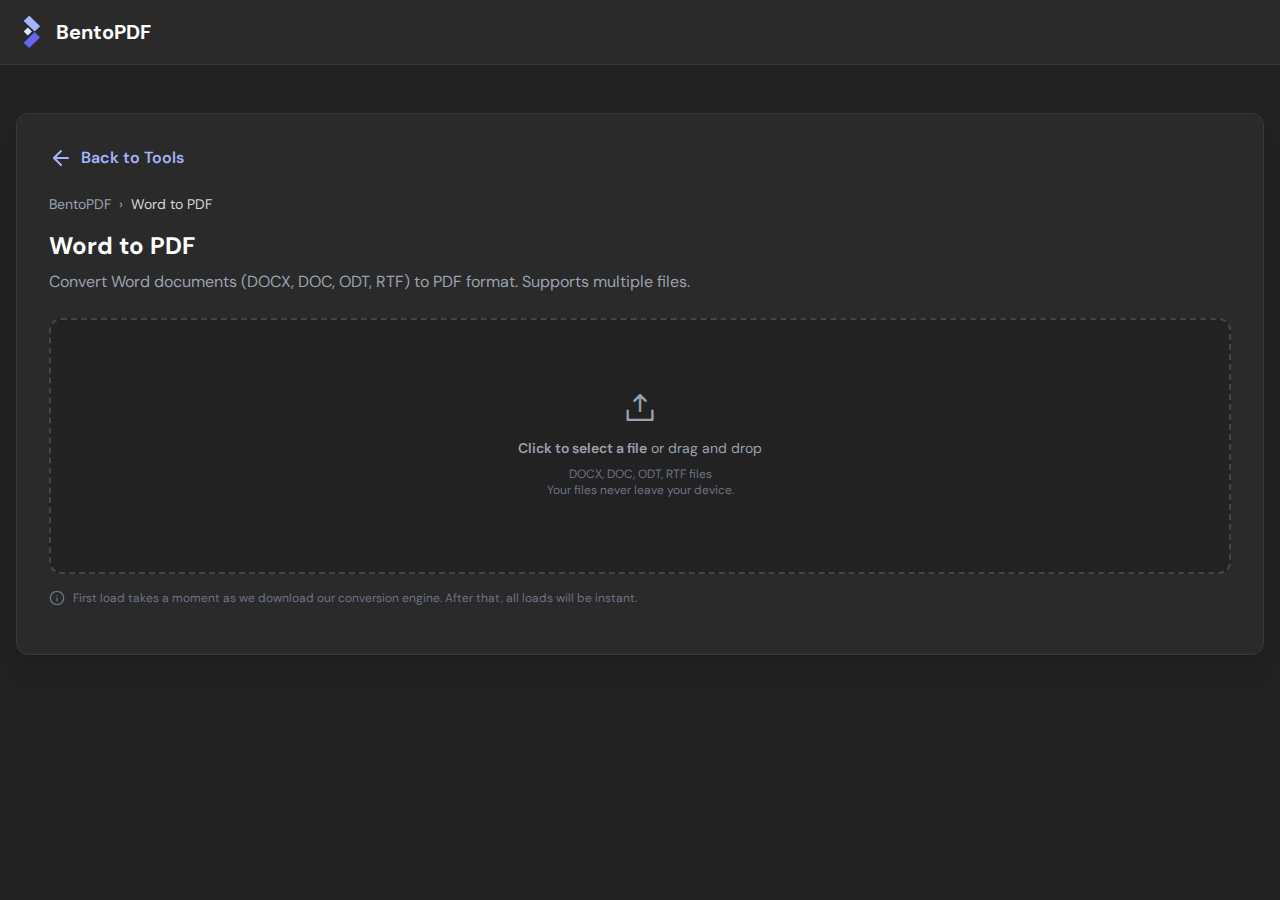 BentoPDF
Back to Tools
BentoPDF › Word to PDF
Word to PDF
Convert Word documents (DOCX, DOC, ODT, RTF) to PDF format. Supports multiple files.
Click to select a file or drag and drop
DOCX, DOC, ODT, RTF files
Your files never leave your device.
First load takes a moment as we download our conversion engine. After that, all loads will be instant.